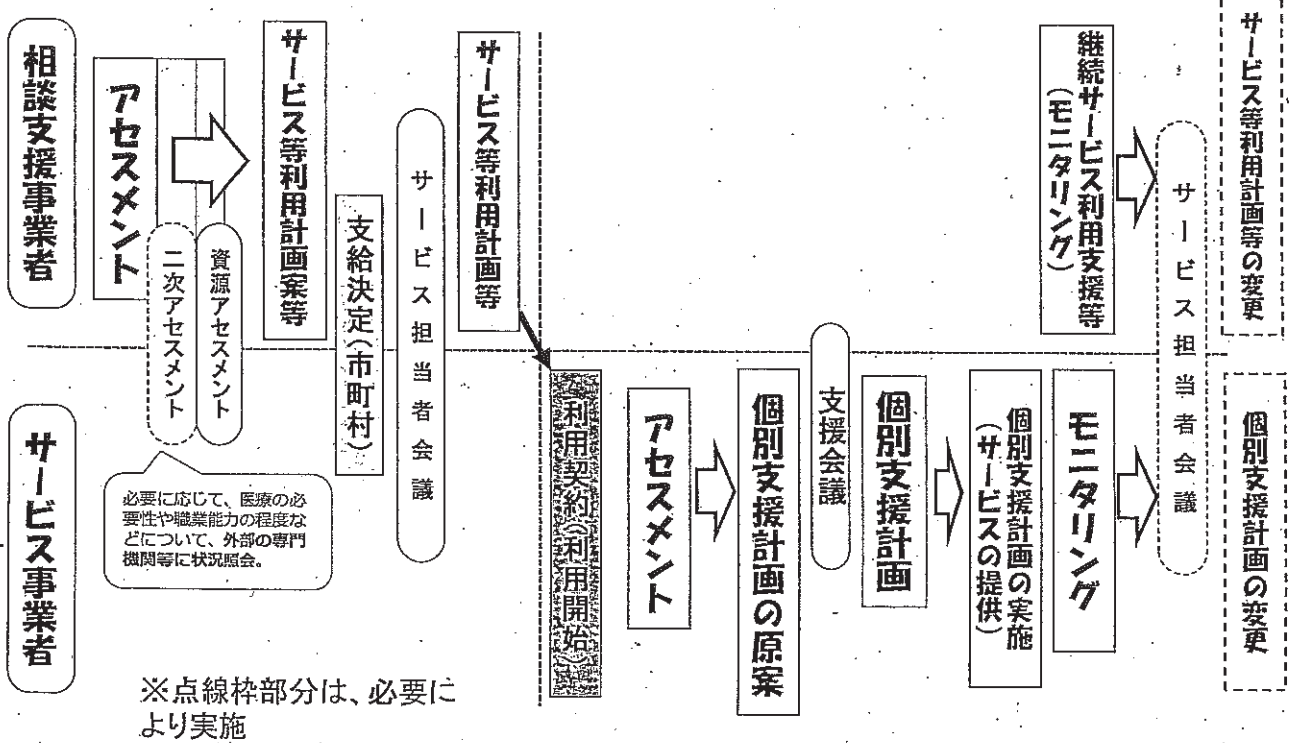 相談支援事業者
アセスメント
二次アセスメント
資源アセスメント
サービス等利用計画案等
支給決定(市町村)
サービス担当者会議
サービス等利用計画等
継続サービス利用支援等
(モニタリング)
サービス担当者会議
サービス等利用計画等の変更
サービス事業者
必要に応じて、医療の必
要性や職業能力の程度な
どについて、外部の専門
機関等に状況照会。
利用契約(利用開始)
アセスメント
個別支援計画の原案
支援会議
個別支援計画
個別支援計画の実施
(サービスの提供)
モニタリング
個別支援計画の変更
※点線枠部分は、必要に
より実施